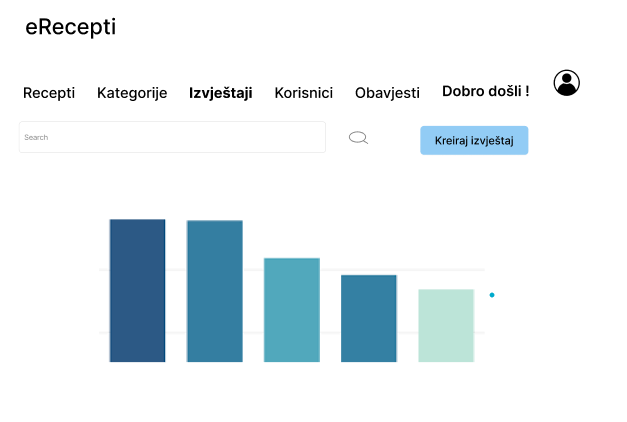 eRecepti
Recepti Kategorije Izvještaji Korisnici Obavjesti Dobro došli !
Search
Kreiraj izvještaj